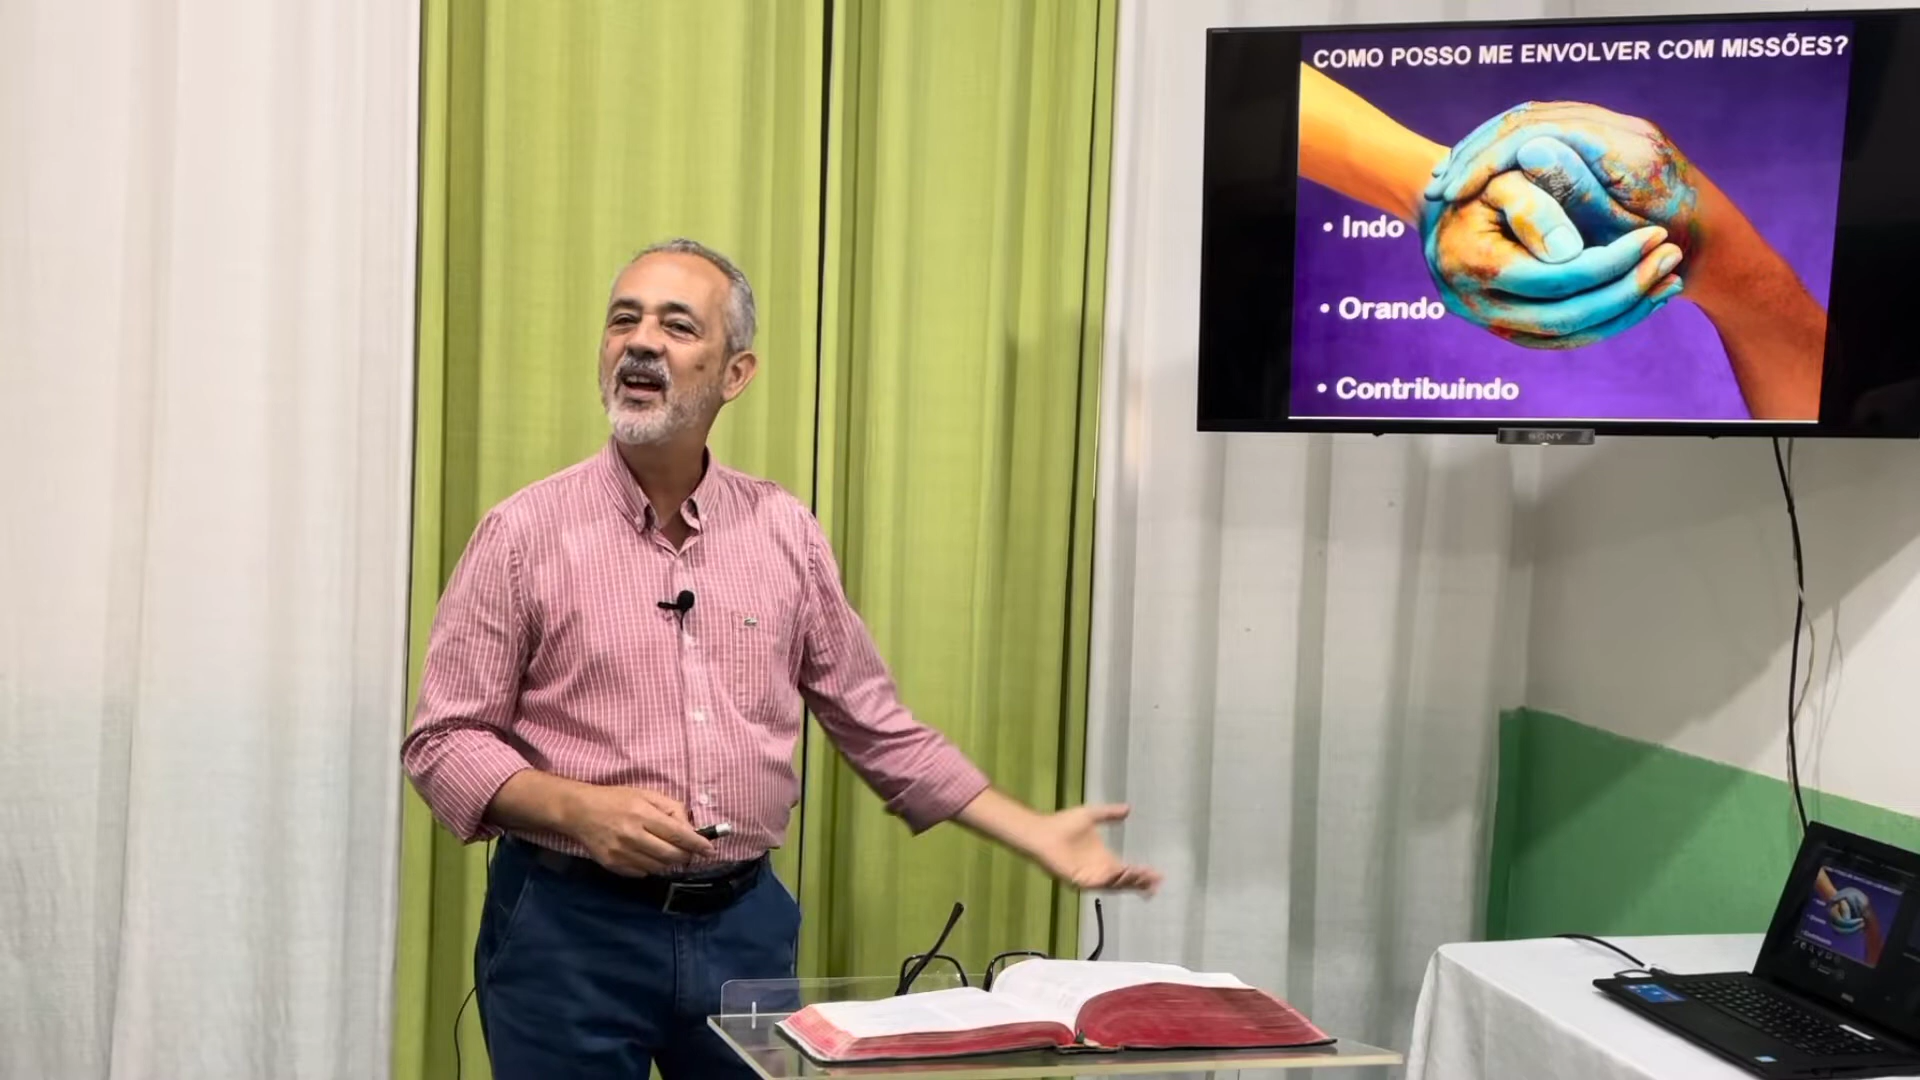 COMO POSSO ME ENVOLVER COM MISSÕES?
• Indo
• Orando
• Contribuindo
SONY